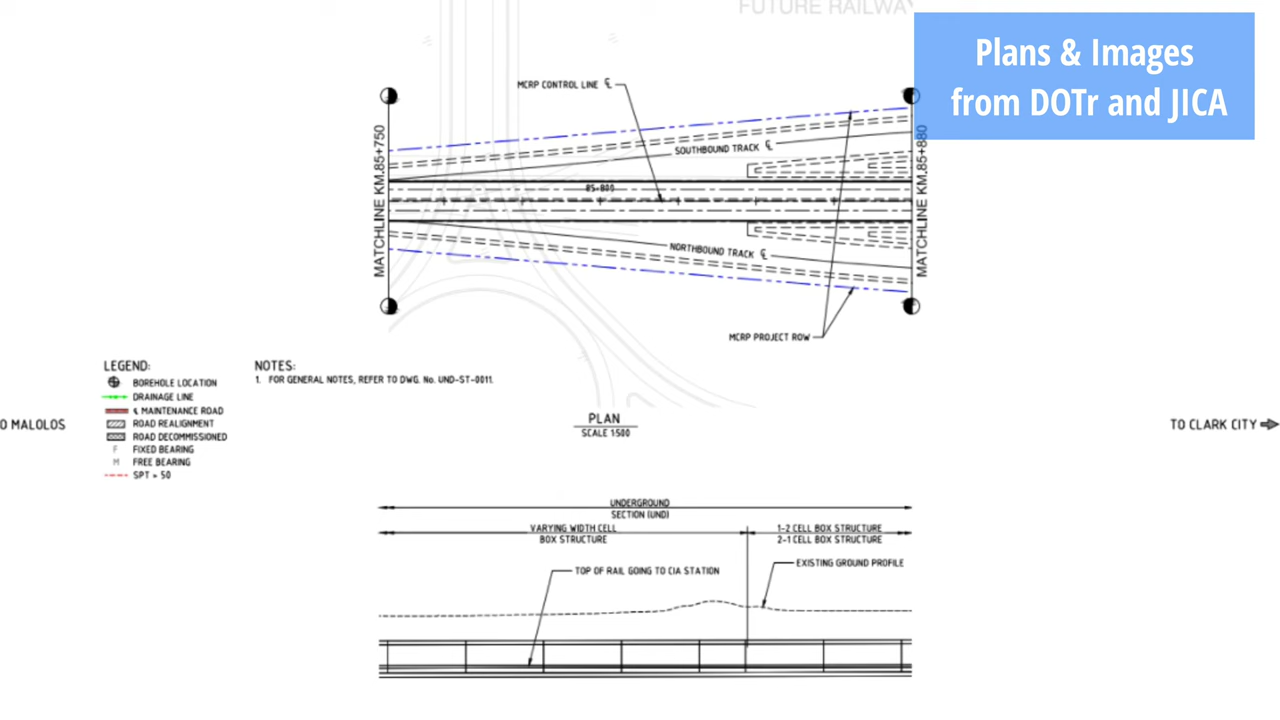 FUTURE RAILWAY
Plans & Images
from DOTr and JICA
MCRP CONTROL LINE ℄
MATCHLINE KM.85+750
SOUTHBOUND TRACK ℄
85+800
NORTHBOUND TRACK ℄
MATCHLINE KM.85+880
MCRP PROJECT ROW
LEGEND:
BOREHOLE LOCATION
DRAINAGE LINE
℄ MAINTENANCE ROAD
ROAD REALIGNMENT
ROAD DECOMMISSIONED
F FIXED BEARING
M FREE BEARING
SPT = 50
NOTES:
1. FOR GENERAL NOTES, REFER TO DWG. No. UND-ST-0011.
O MALOLOS
PLAN
SCALE 1:500
TO CLARK CITY
UNDERGROUND
SECTION (UND)
VARYING WIDTH CELL
BOX STRUCTURE
1-2 CELL BOX STRUCTURE
2-1 CELL BOX STRUCTURE
TOP OF RAIL GOING TO CIA STATION
EXISTING GROUND PROFILE